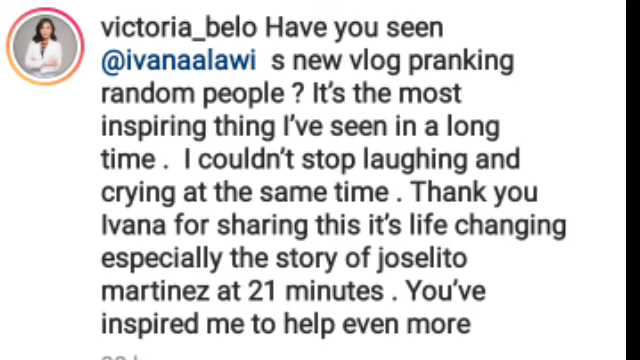 victoria_belo Have you seen
@ivanaalawi s new vlog pranking
random people ? It's the most
inspiring thing I've seen in a long
time . I couldn't stop laughing and
crying at the same time . Thank you
Ivana for sharing this it's life changing
especially the story of joselito
martinez at 21 minutes . You've
inspired me to help even more